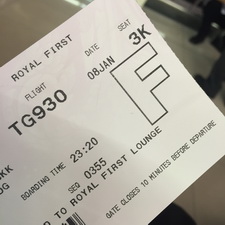 ROYAL FIRST
FLIGHT DATE SEAT
TG930 08JAN 3K
F
BOARDING TIME 23:20
SEQ 0355
TO ROYAL FIRST LOUNGE
GATE CLOSES 10 MINUTES BEFORE DEPARTURE